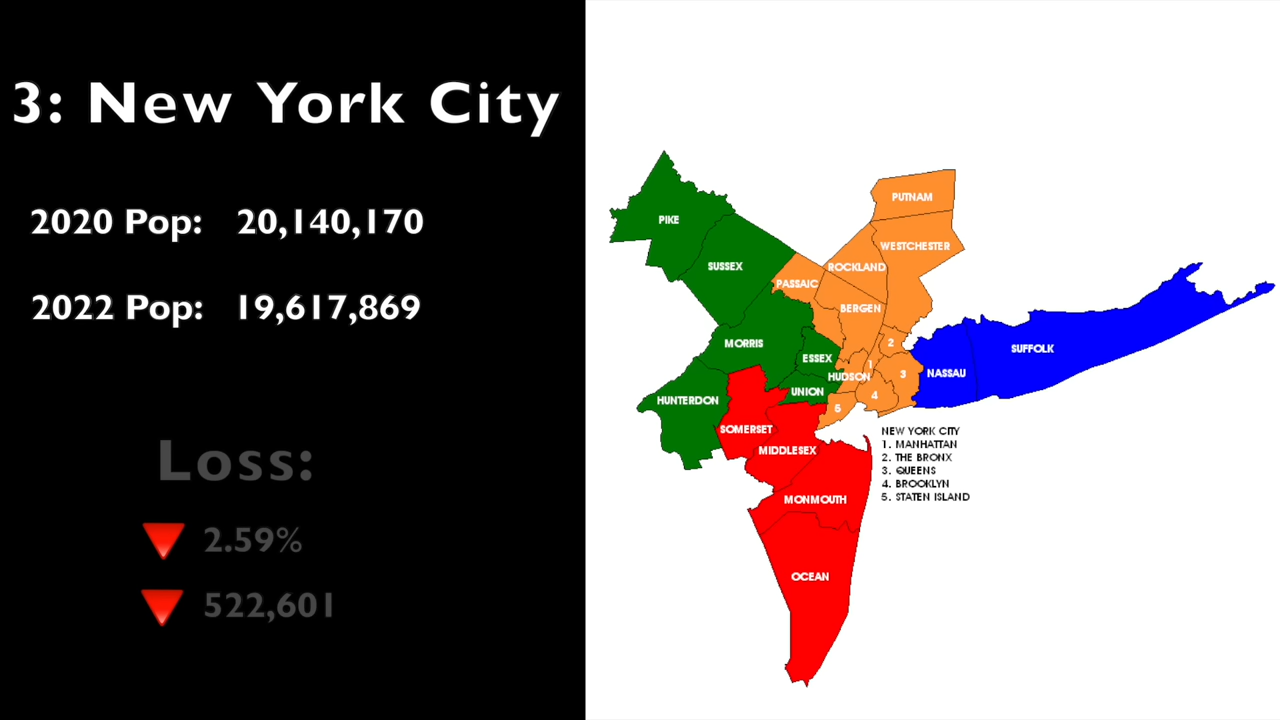 3: New York City
2020 Pop: 20,140,170
2022 Pop: 19,617,869
Loss:
2.59%
522,601
PIKE
PUTNAM
SUSSEX
WESTCHESTER
ROCKLAND
PASSAIC
BERGEN
MORRIS
ESSEX
2
1
HUDSON
3
NASSAU
SUFFOLK
UNION
4
HUNTERDON
5
SOMERSET
MIDDLESEX
MONMOUTH
OCEAN
NEW YORK CITY
1. MANHATTAN
2. THE BRONX
3. QUEENS
4. BROOKLYN
5. STATEN ISLAND